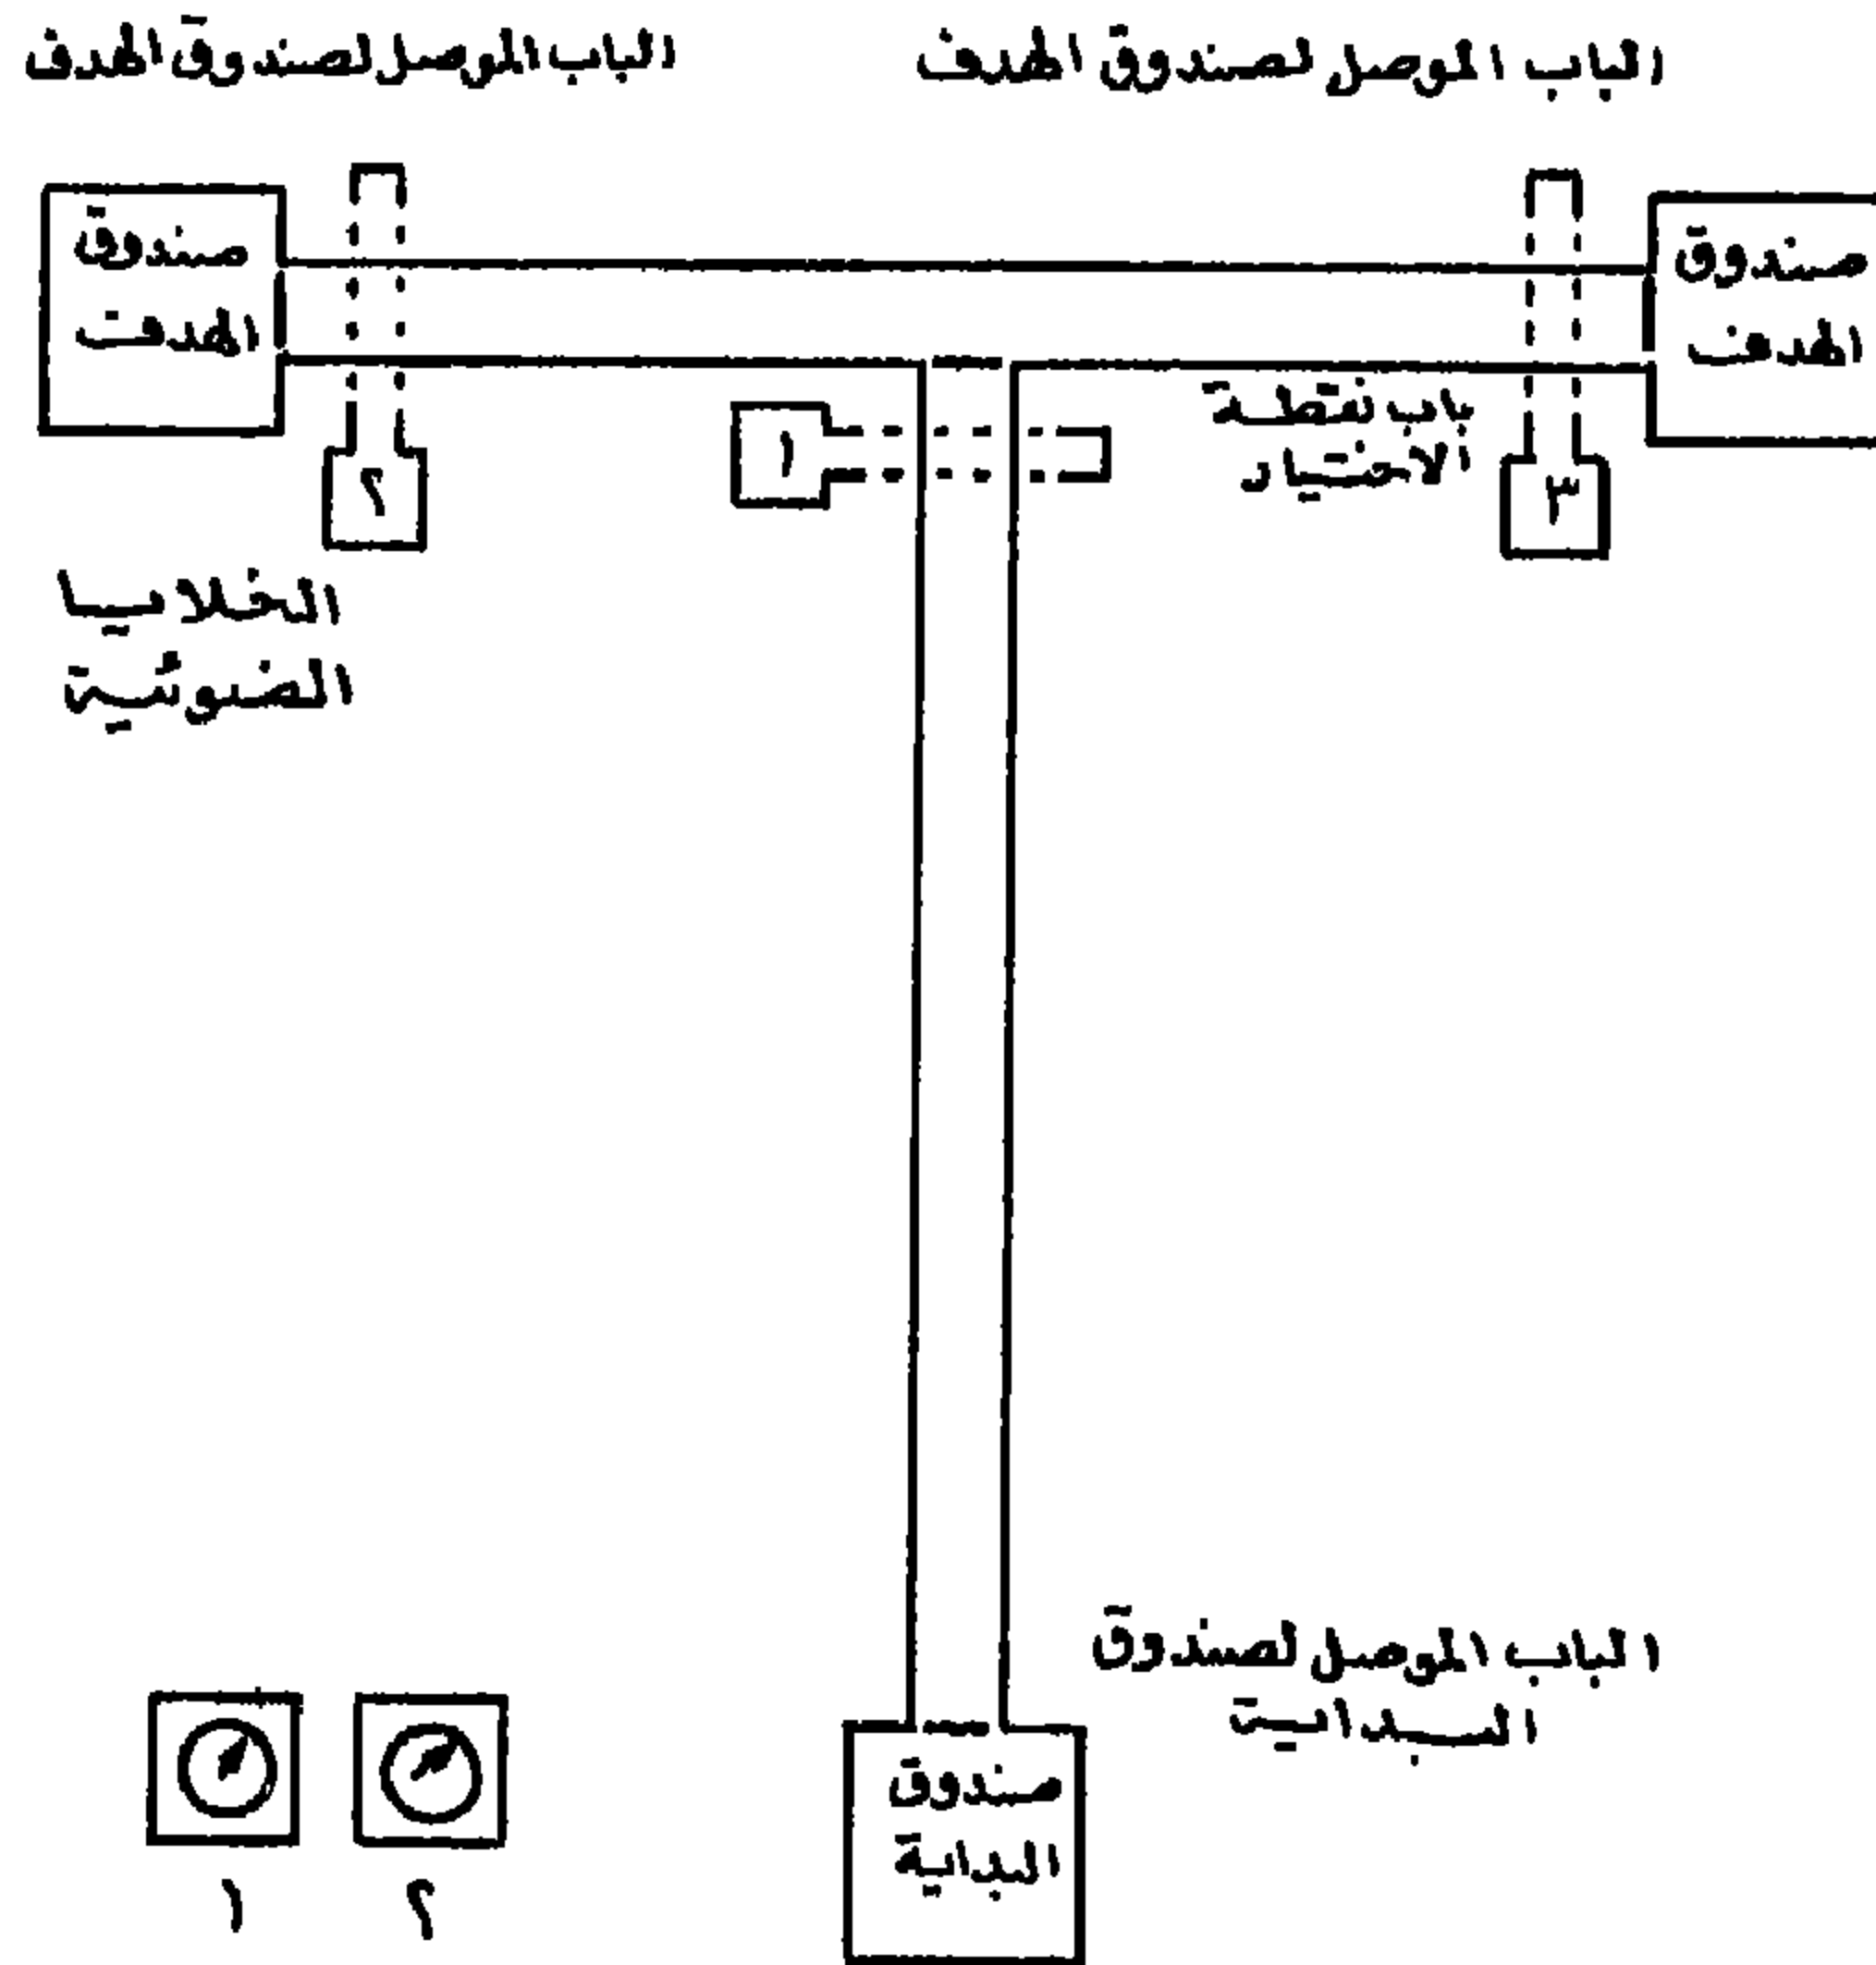 الباب الموصل لصندوق الهدف
الباب الموصل لصندوق الهدف
صندوق
الهدف
صندوق
الهدف
باب نقطة
الاختيار
١
٢
٣
الخلايا
الضوئية
الباب الموصل لصندوق
البداية
صندوق
البداية
١
٢